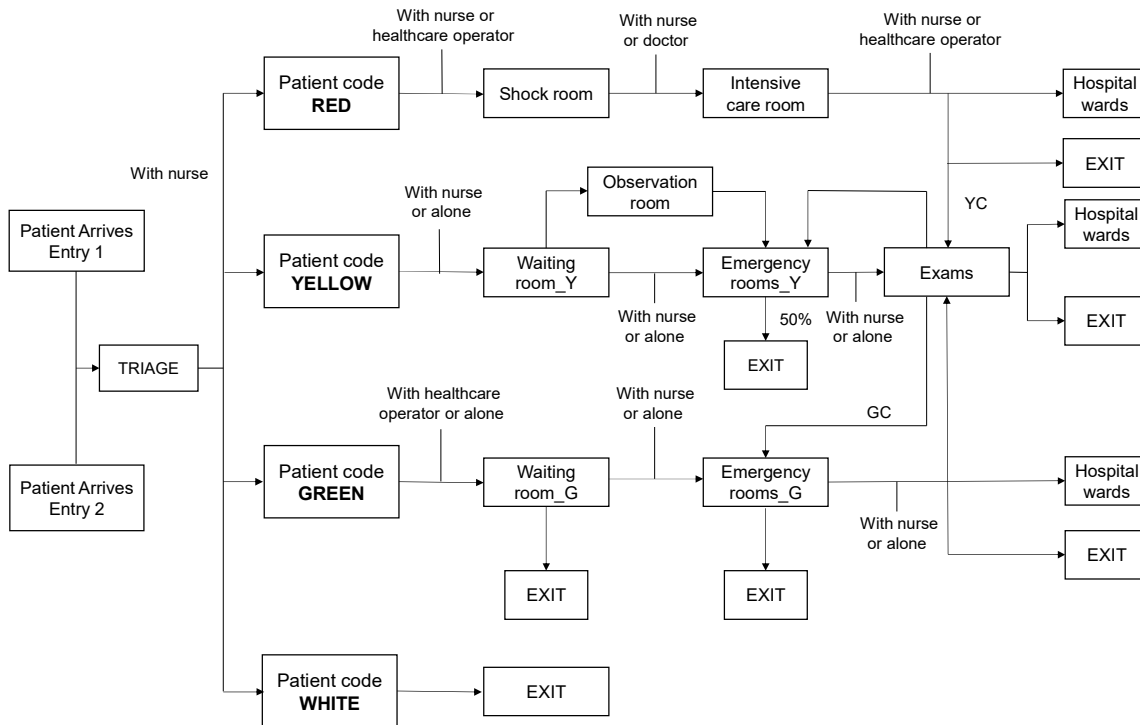 With nurse or
healthcare operator
With nurse
or doctor
With nurse or
healthcare operator
Patient code
RED
Shock room
Intensive
care room
Hospital
wards
EXIT
With nurse
Patient Arrives
Entry 1
With nurse
or alone
Observation
room
YC
Hospital
wards
Patient code
YELLOW
Waiting
room_Y
Emergency
rooms_Y
Exams
With nurse
or alone
50%
With nurse
or alone
EXIT
EXIT
TRIAGE
With healthcare
operator or alone
With nurse
or alone
GC
Patient Arrives
Entry 2
Patient code
GREEN
Waiting
room_G
Emergency
rooms_G
Hospital
wards
With nurse
or alone
EXIT
EXIT
EXIT
Patient code
WHITE
EXIT